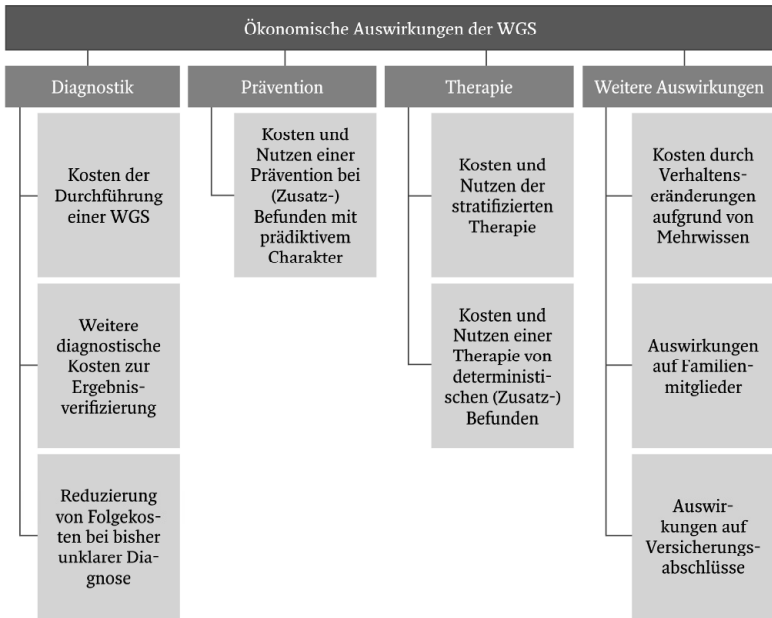 Ökonomische Auswirkungen der WGS
Diagnostik
Kosten der
Durchführung
einer WGS
Weitere
diagnostische
Kosten zur
Ergebnis-
verifizierung
Reduzierung
von Folgekos-
ten bei bisher
unklarer Dia-
gnose
Prävention
Kosten und
Nutzen einer
Prävention bei
(Zusatz-)
Befunden mit
prädiktivem
Charakter
Therapie
Kosten und
Nutzen der
stratifizierten
Therapie
Kosten und
Nutzen einer
Therapie von
deterministi-
schen (Zusatz-)
Befunden
Weitere Auswirkungen
Kosten durch
Verhaltens-
eränderungen
aufgrund von
Mehrwissen
Auswirkungen
auf Familien-
mitglieder
Auswir-
kungen auf
Versicherungs-
abschlüsse